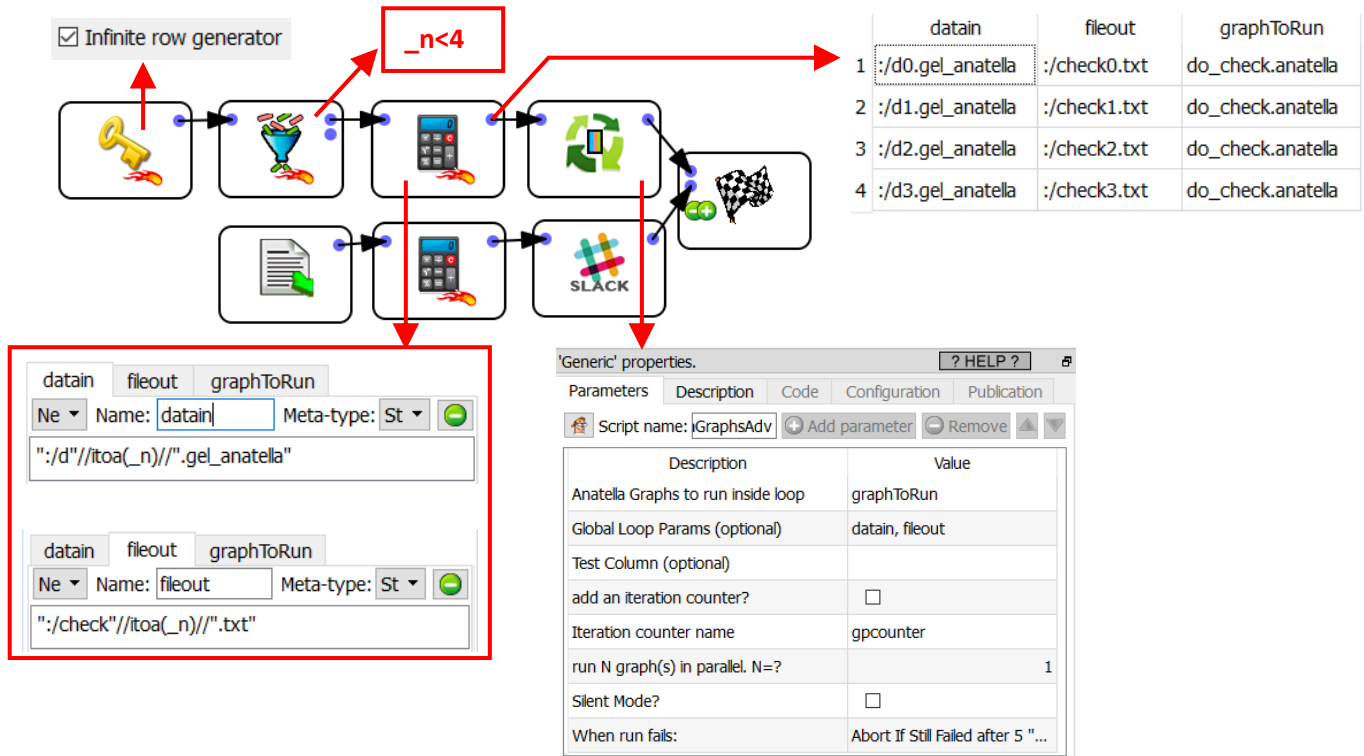 Infinite row generator
_n<4
datain fileout graphToRun
1 :/d0.gel_anatella :/check0.txt do_check.anatella
2 :/d1.gel_anatella :/check1.txt do_check.anatella
3 :/d2.gel_anatella :/check2.txt do_check.anatella
4 :/d3.gel_anatella :/check3.txt do_check.anatella
SLACK
datain fileout graphToRun
Ne Name: datain Meta-type: St
":/d"//itoa(_n)//".gel_anatella"
datain fileout graphToRun
Ne Name: fileout Meta-type: St
":/check"//itoa(_n)//".txt"
'Generic' properties. ? HELP ?
Parameters Description Code Configuration Publication
Script name: iGraphsAdv Add parameter Remove
Description Value
Anatella Graphs to run inside loop graphToRun
Global Loop Params (optional) datain, fileout
Test Column (optional)
add an iteration counter?
Iteration counter name gpcounter
run N graph(s) in parallel. N=? 1
Silent Mode?
When run fails: Abort If Still Failed after 5 "...